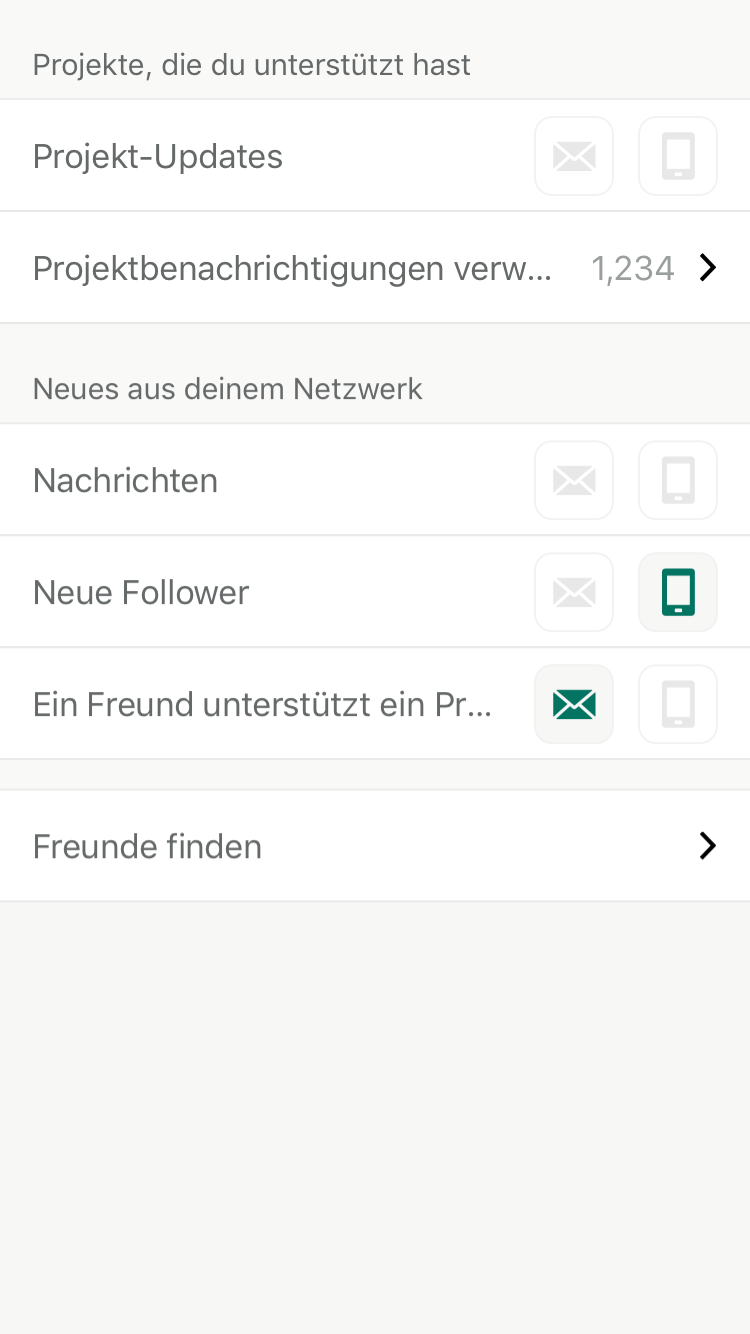 Projekte, die du unterstützt hast
Projekt-Updates
Projektbenachrichtigungen verw... 1,234
Neues aus deinem Netzwerk
Nachrichten
Neue Follower
Ein Freund unterstützt ein Pr...
Freunde finden